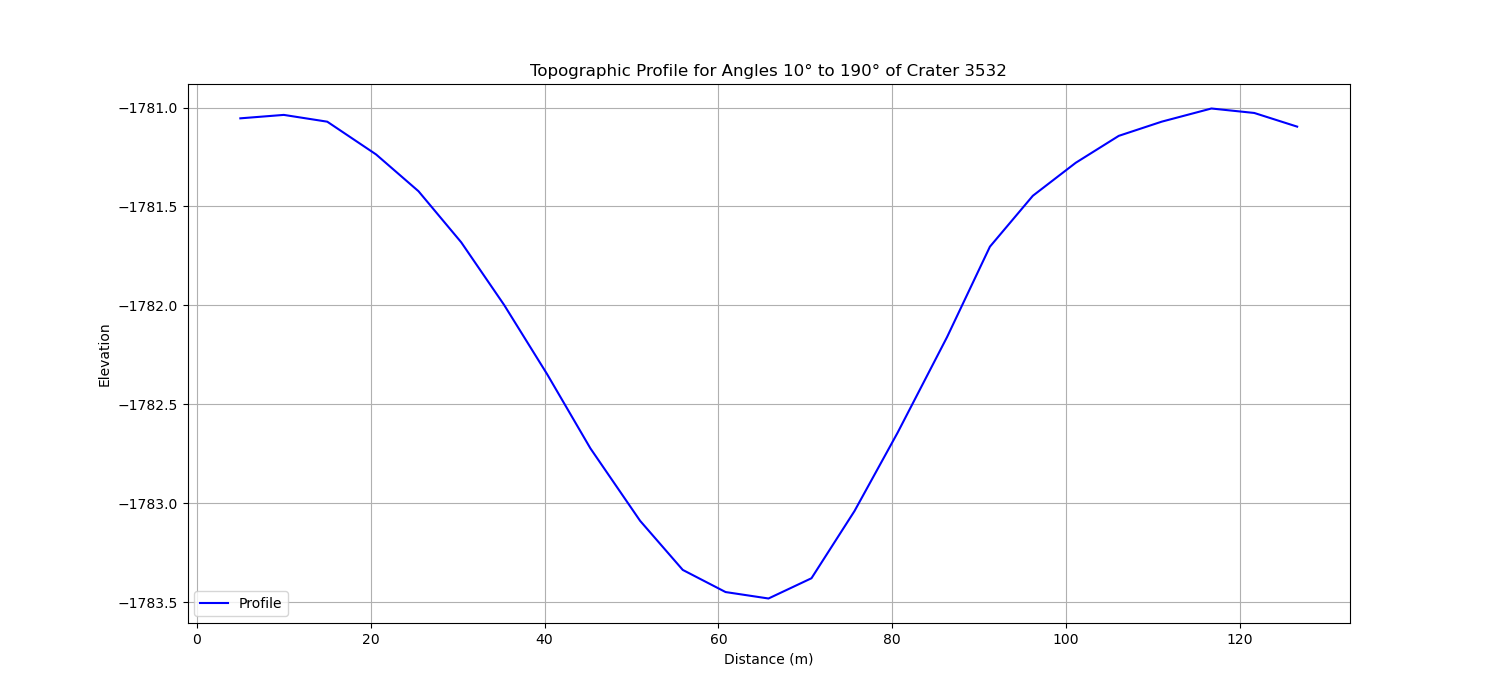 Topographic Profile for Angles 10° to 190° of Crater 3532
−1781.0
−1781.5
−1782.0
−1782.5
−1783.0
−1783.5
Elevation
Profile
0 20 40 60 80 100 120
Distance (m)